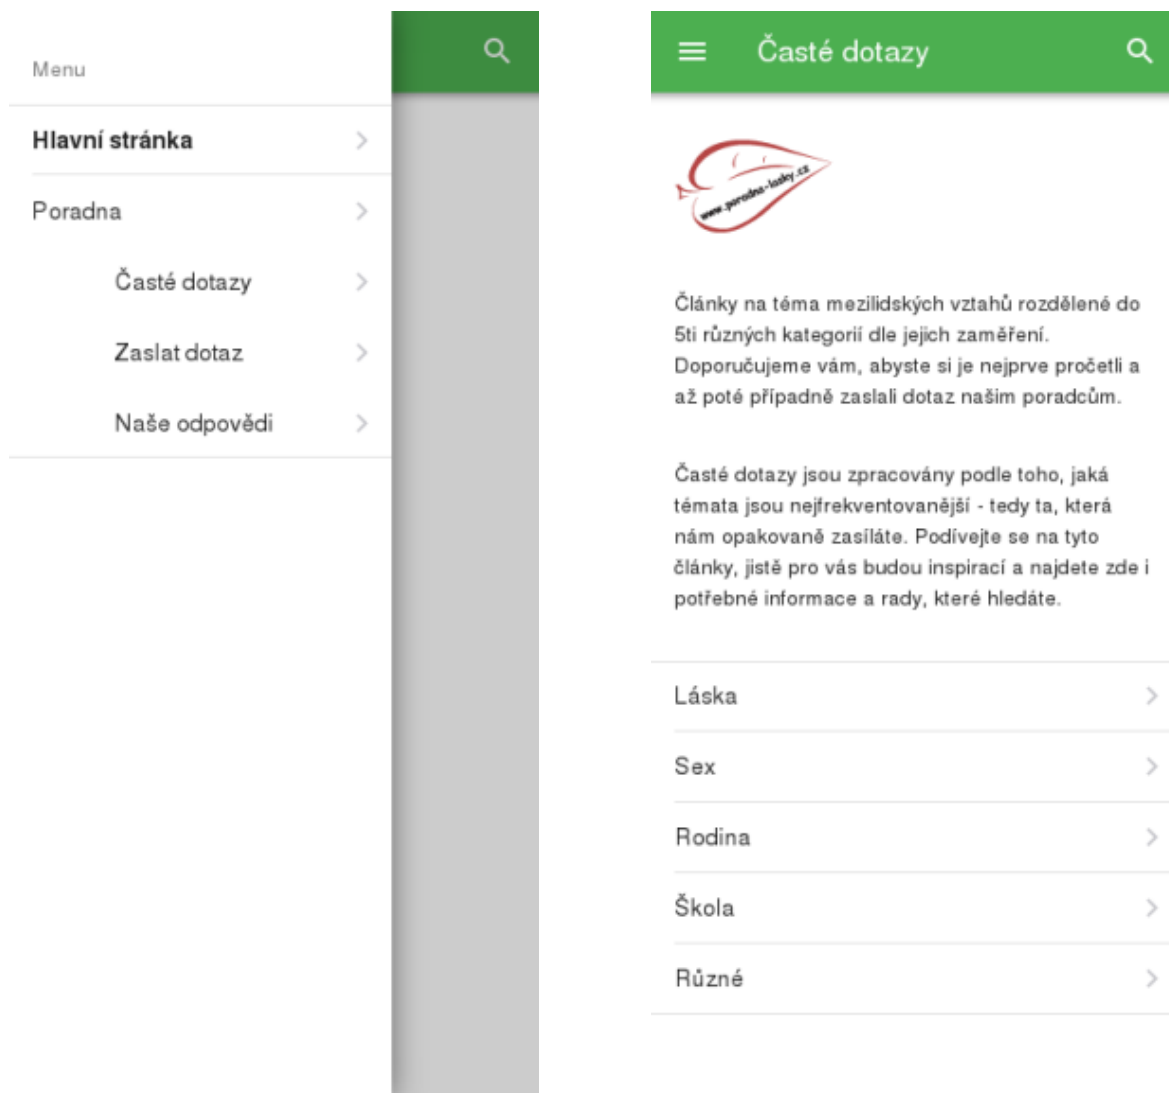 Menu
Hlavní stránka
Poradna
Časté dotazy
Zaslat dotaz
Naše odpovědi
Časté dotazy
www.poradna-lasky.cz
Články na téma mezilidských vztahů rozdělené do
5ti různých kategorií dle jejich zaměření.
Doporučujeme vám, abyste si je nejprve pročetli a
až poté případně zaslali dotaz našim poradcům.
Časté dotazy jsou zpracovány podle toho, jaká
témata jsou nejfrekventovanější - tedy ta, která
nám opakovaně zasíláte. Podívejte se na tyto
články, jistě pro vás budou inspirací a najdete zde i
potřebné informace a rady, které hledáte.
Láska
Sex
Rodina
Škola
Různé